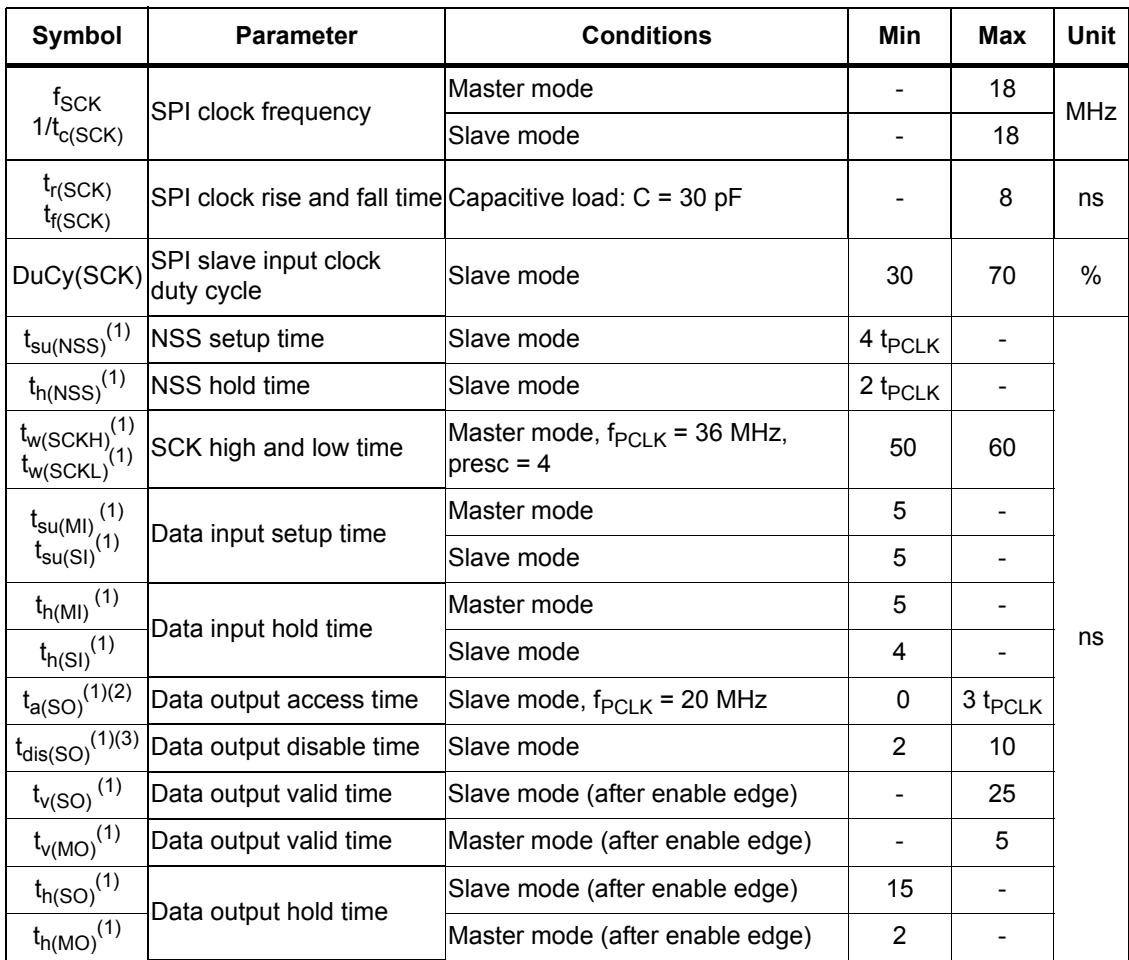 Symbol Parameter Conditions Min Max Unit
fSCK
1/tc(SCK)
SPI clock frequency
Master mode - 18
Slave mode - 18
MHz
tr(SCK)
tf(SCK)
SPI clock rise and fall time Capacitive load: C = 30 pF - 8 ns
DuCy(SCK)
SPI slave input clock
duty cycle
Slave mode 30 70 %
tsu(NSS)(1) NSS setup time Slave mode 4 tPCLK -
th(NSS)(1) NSS hold time Slave mode 2 tPCLK -
tw(SCKH)(1)
tw(SCKL)(1)
SCK high and low time
Master mode, fPCLK = 36 MHz,
presc = 4
50 60
tsu(MI) (1)
tsu(SI)(1)
Data input setup time
Master mode 5 -
Slave mode 5 -
th(MI) (1)
th(SI)(1)
Data input hold time
Master mode 5 -
Slave mode 4 -
ns
ta(SO)(1)(2) Data output access time Slave mode, fPCLK = 20 MHz 0 3 tPCLK
tdis(SO)(1)(3) Data output disable time Slave mode 2 10
tv(SO) (1) Data output valid time Slave mode (after enable edge) - 25
tv(MO)(1) Data output valid time Master mode (after enable edge) - 5
th(SO)(1)
th(MO)(1)
Data output hold time
Slave mode (after enable edge) 15 -
Master mode (after enable edge) 2 -